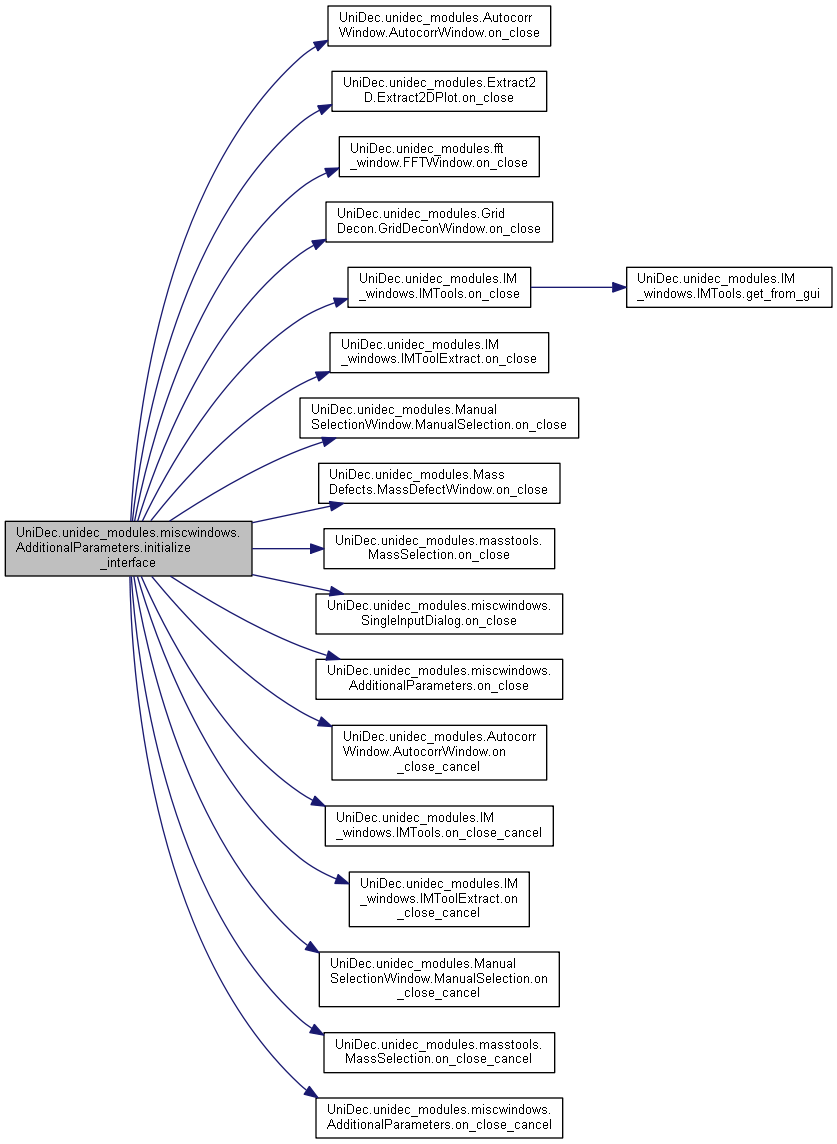 UniDec.unidec_modules.Autocorr
Window.AutocorrWindow.on_close
UniDec.unidec_modules.Extract2
D.Extract2DPlot.on_close
UniDec.unidec_modules.fft
_window.FFTWindow.on_close
UniDec.unidec_modules.Grid
Decon.GridDeconWindow.on_close
UniDec.unidec_modules.IM
_windows.IMTools.on_close
UniDec.unidec_modules.IM
_windows.IMTools.get_from_gui
UniDec.unidec_modules.IM
_windows.IMToolExtract.on_close
UniDec.unidec_modules.Manual
SelectionWindow.ManualSelection.on_close
UniDec.unidec_modules.Mass
Defects.MassDefectWindow.on_close
UniDec.unidec_modules.miscwindows.
AdditionalParameters.initialize
_interface
UniDec.unidec_modules.masstools.
MassSelection.on_close
UniDec.unidec_modules.miscwindows.
SingleInputDialog.on_close
UniDec.unidec_modules.miscwindows.
AdditionalParameters.on_close
UniDec.unidec_modules.Autocorr
Window.AutocorrWindow.on
_close_cancel
UniDec.unidec_modules.IM
_windows.IMTools.on_close_cancel
UniDec.unidec_modules.IM
_windows.IMToolExtract.on
_close_cancel
UniDec.unidec_modules.Manual
SelectionWindow.ManualSelection.on
_close_cancel
UniDec.unidec_modules.masstools.
MassSelection.on_close_cancel
UniDec.unidec_modules.miscwindows.
AdditionalParameters.on_close_cancel